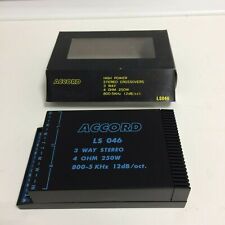 ACCORD
HIGH POWER
STEREO CROSSOVERS
3 WAY
4 OHM 250W
800-5KHz 12dB/oct.
LS046
ACCORD
LS 046
3 WAY STEREO
4 OHM 250W
800-5 KHz 12dB/oct.